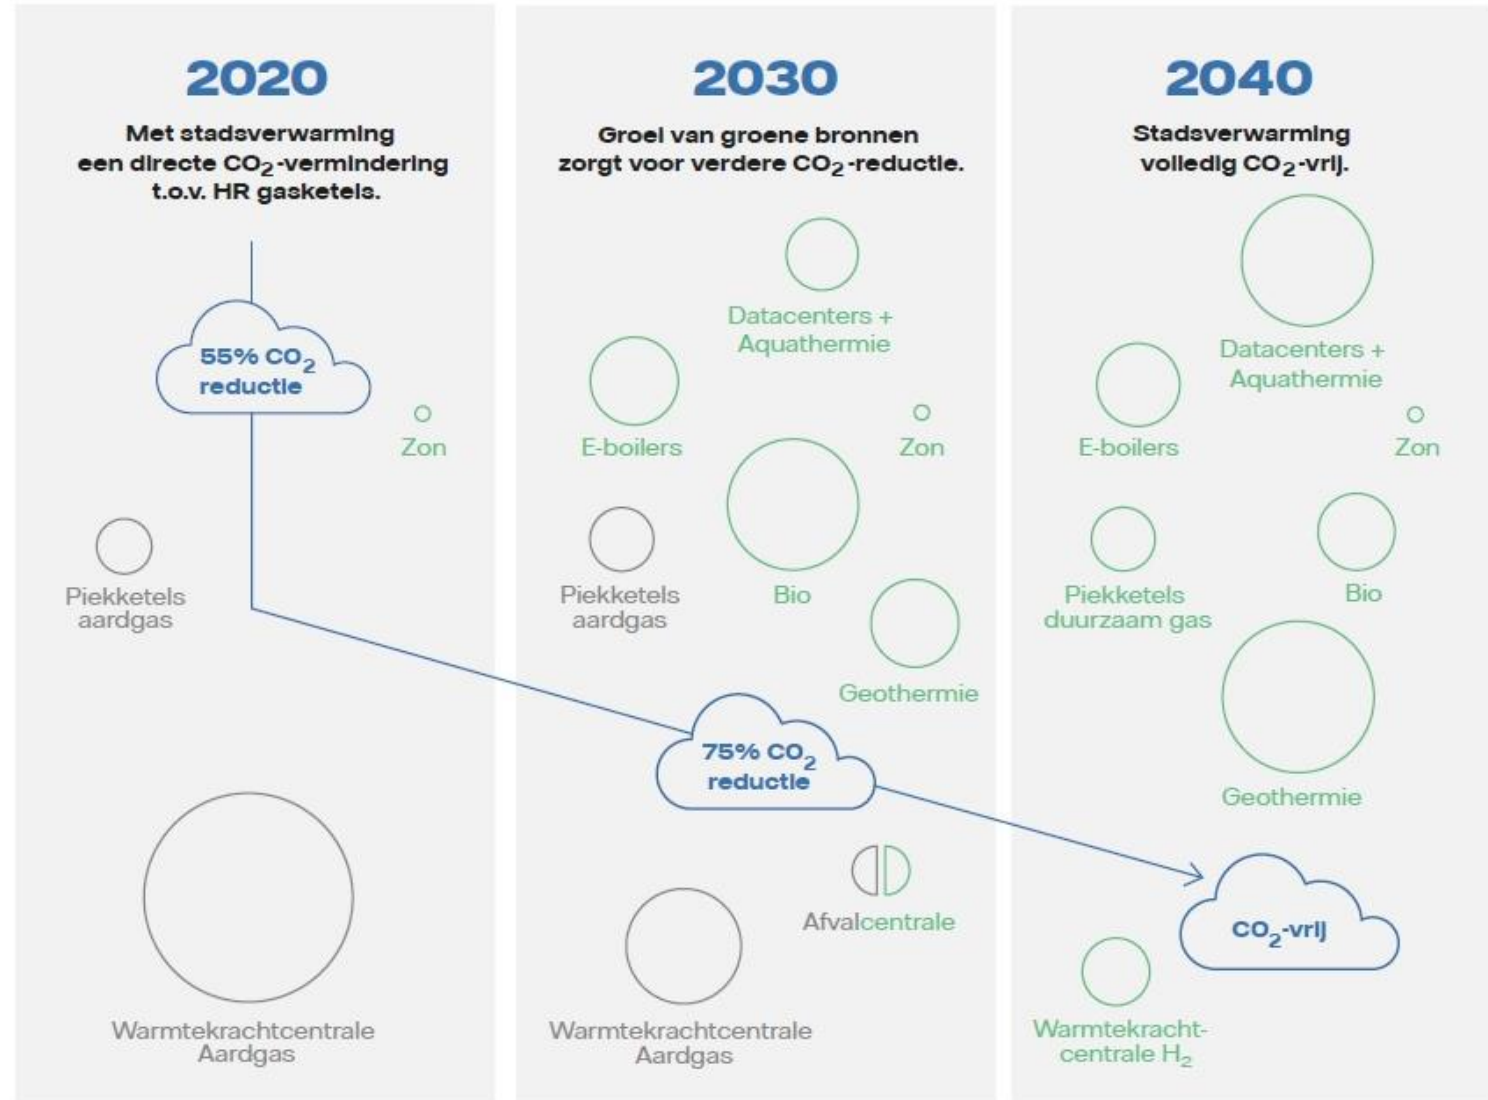 2020
Met stadsverwarming
een directe CO₂-vermindering
t.o.v. HR gasketels.
55% CO₂
reductie
Zon
Piekketels
aardgas
Warmtekrachtcentrale
Aardgas
2030
Groei van groene bronnen
zorgt voor verdere CO₂-reductie.
Datacenters +
Aquathermie
E-boilers
Zon
Piekketels
aardgas
Bio
Geothermie
75% CO₂
reductie
Afvalcentrale
Warmtekrachtcentrale
Aardgas
2040
Stadsverwarming
volledig CO₂-vrij.
Datacenters +
Aquathermie
E-boilers
Zon
Piekketels
duurzaam gas
Bio
Geothermie
CO₂-vrij
Warmtekracht-
centrale H₂